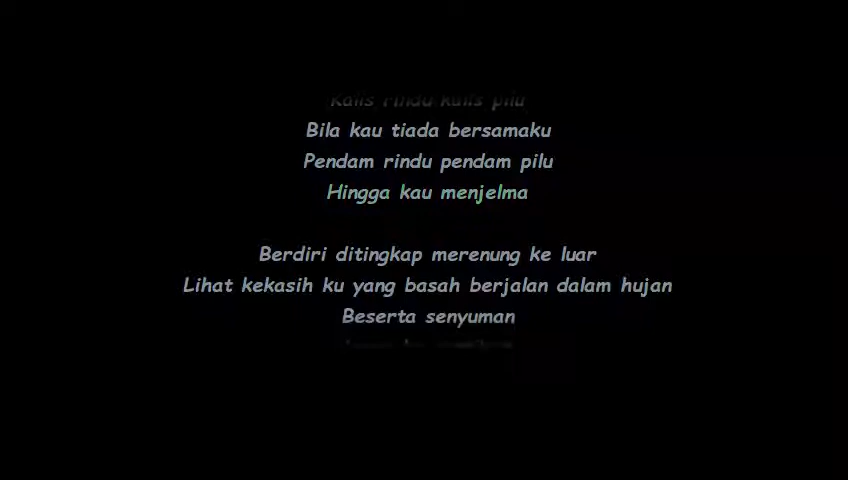 Kalis rindu kalis pilu
Bila kau tiada bersamaku
Pendam rindu pendam pilu
Hingga kau menjelma
Berdiri ditingkap merenung ke luar
Lihat kekasih ku yang basah berjalan dalam hujan
Beserta senyuman